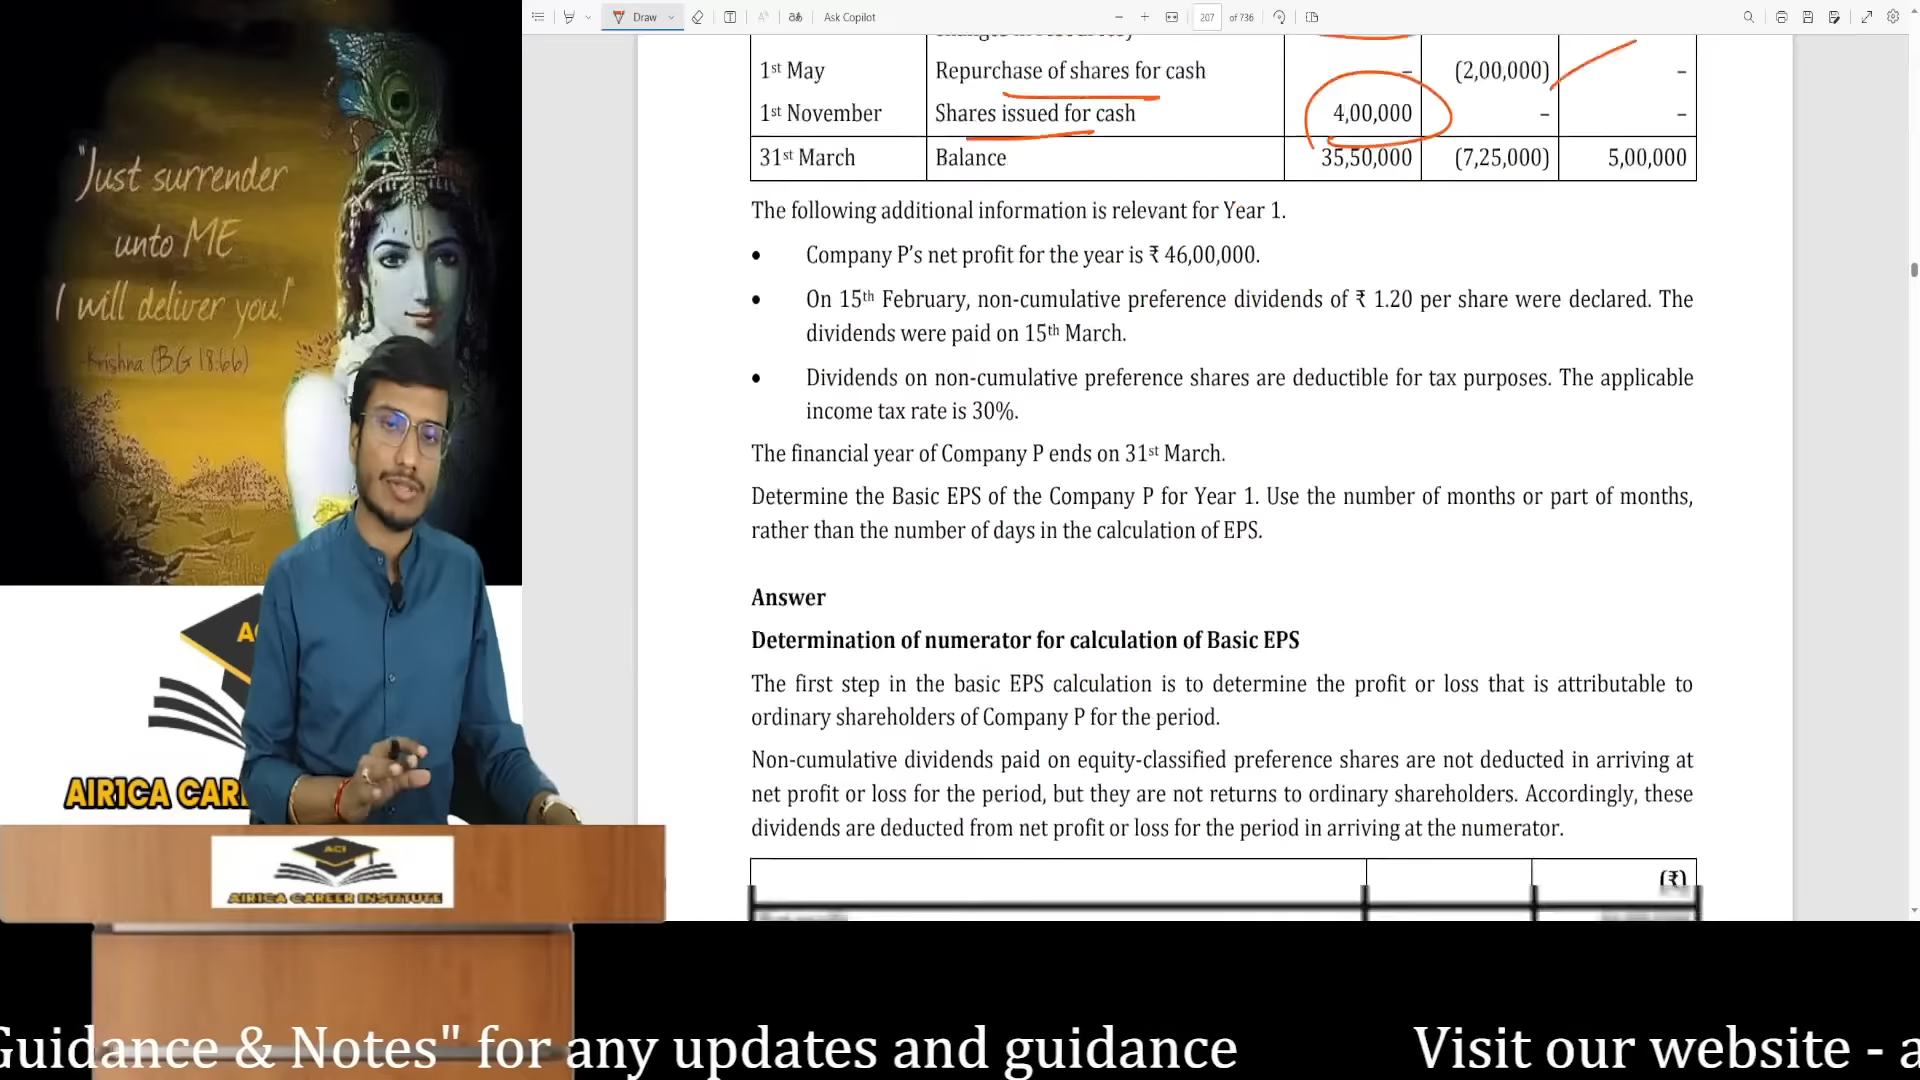 Draw
Ask Copilot
207 of 736
1st May Repurchase of shares for cash – (2,00,000) –
1st November Shares issued for cash 4,00,000 – –
31st March Balance 35,50,000 (7,25,000) 5,00,000
The following additional information is relevant for Year 1.
• Company P’s net profit for the year is ₹ 46,00,000.
• On 15th February, non-cumulative preference dividends of ₹ 1.20 per share were declared. The
dividends were paid on 15th March.
• Dividends on non-cumulative preference shares are deductible for tax purposes. The applicable
income tax rate is 30%.
The financial year of Company P ends on 31st March.
Determine the Basic EPS of the Company P for Year 1. Use the number of months or part of months,
rather than the number of days in the calculation of EPS.
Answer
Determination of numerator for calculation of Basic EPS
The first step in the basic EPS calculation is to determine the profit or loss that is attributable to
ordinary shareholders of Company P for the period.
Non-cumulative dividends paid on equity-classified preference shares are not deducted in arriving at
net profit or loss for the period, but they are not returns to ordinary shareholders. Accordingly, these
dividends are deducted from net profit or loss for the period in arriving at the numerator.
(₹)
"Just surrender
unto ME
I will deliver you!"
-Krishna (B.G 18:66)
AIR1CA CAR
ACI
AIR1CA CAREER INSTITUTE
Guidance & Notes" for any updates and guidance
Visit our website - a